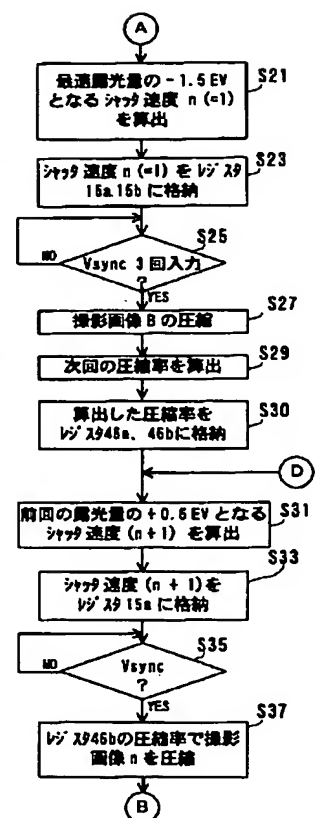 A
最適露光量の-1.5EV
となるシャッタ速度 n (=1)
を算出
S21
シャッタ速度 n (=1) をレジスタ
16a,16bに格納
S23
S25
Vsync 3 回入力
?
NO
YES
撮影画像 B の圧縮
S27
次回の圧縮率を算出
S29
算出した圧縮率を
レジスタ46a、46bに格納
S30
D
前回の露光量の+0.5EVとなる
シャッタ速度 (n+1) を算出
S31
シャッタ速度 (n + 1)を
レジスタ15aに格納
S33
S35
Vsync
?
NO
YES
レジスタ46bの圧縮率で撮影
画像 n を圧縮
S37
B